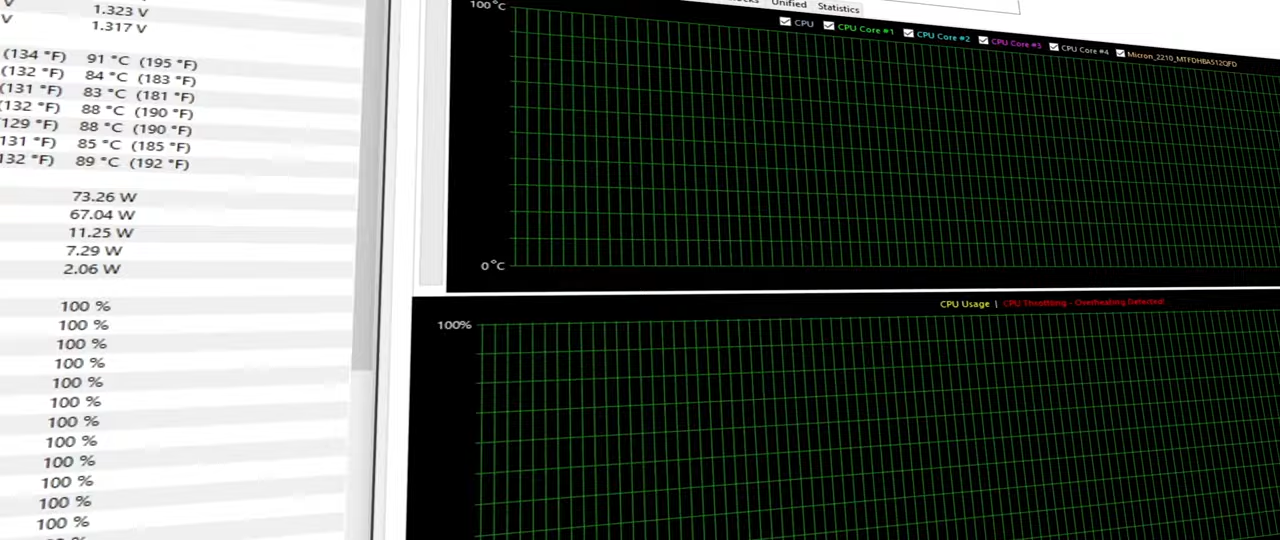 V 1.323 V
V 1.317 V
(134 °F) 91 °C (195 °F)
(132 °F) 84 °C (183 °F)
(131 °F) 83 °C (181 °F)
(132 °F) 88 °C (190 °F)
129 °F) 88 °C (190 °F)
131 °F) 85 °C (185 °F)
132 °F) 89 °C (192 °F)
73.26 W
67.04 W
11.25 W
7.29 W
2.06 W
100 %
100 %
100 %
100 %
100 %
100 %
100 %
100 %
100 %
100 %
100 %
100 %
Unified Statistics
100°C
CPU CPU Core #1 CPU Core #2 CPU Core #3 CPU Core #4 Micron_2210_MTFDHBA512QFD
0°C
CPU Usage | CPU Throttling - Overheating Detected!
100%